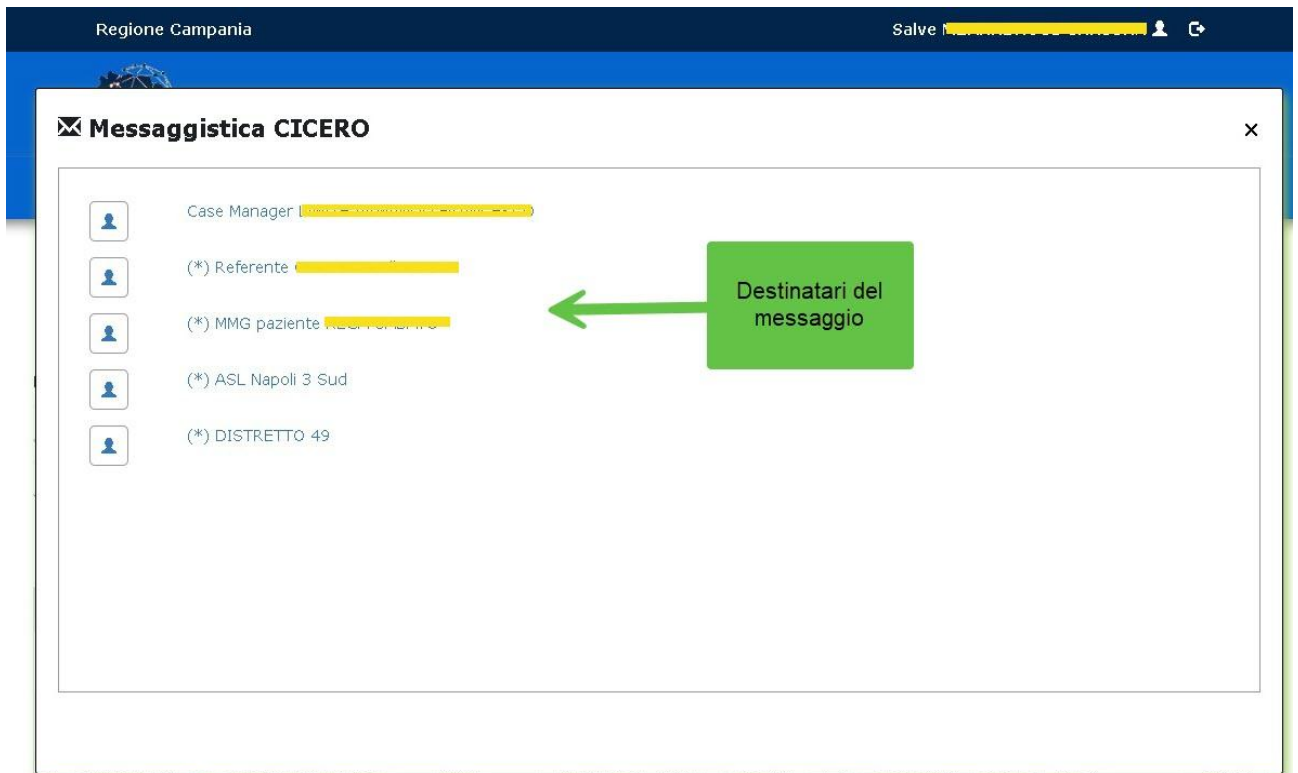 Regione Campania
Salve
Messaggistica CICERO
×
Case Manager
(*) Referente
(*) MMG paziente
(*) ASL Napoli 3 Sud
(*) DISTRETTO 49
Destinatari del
messaggio